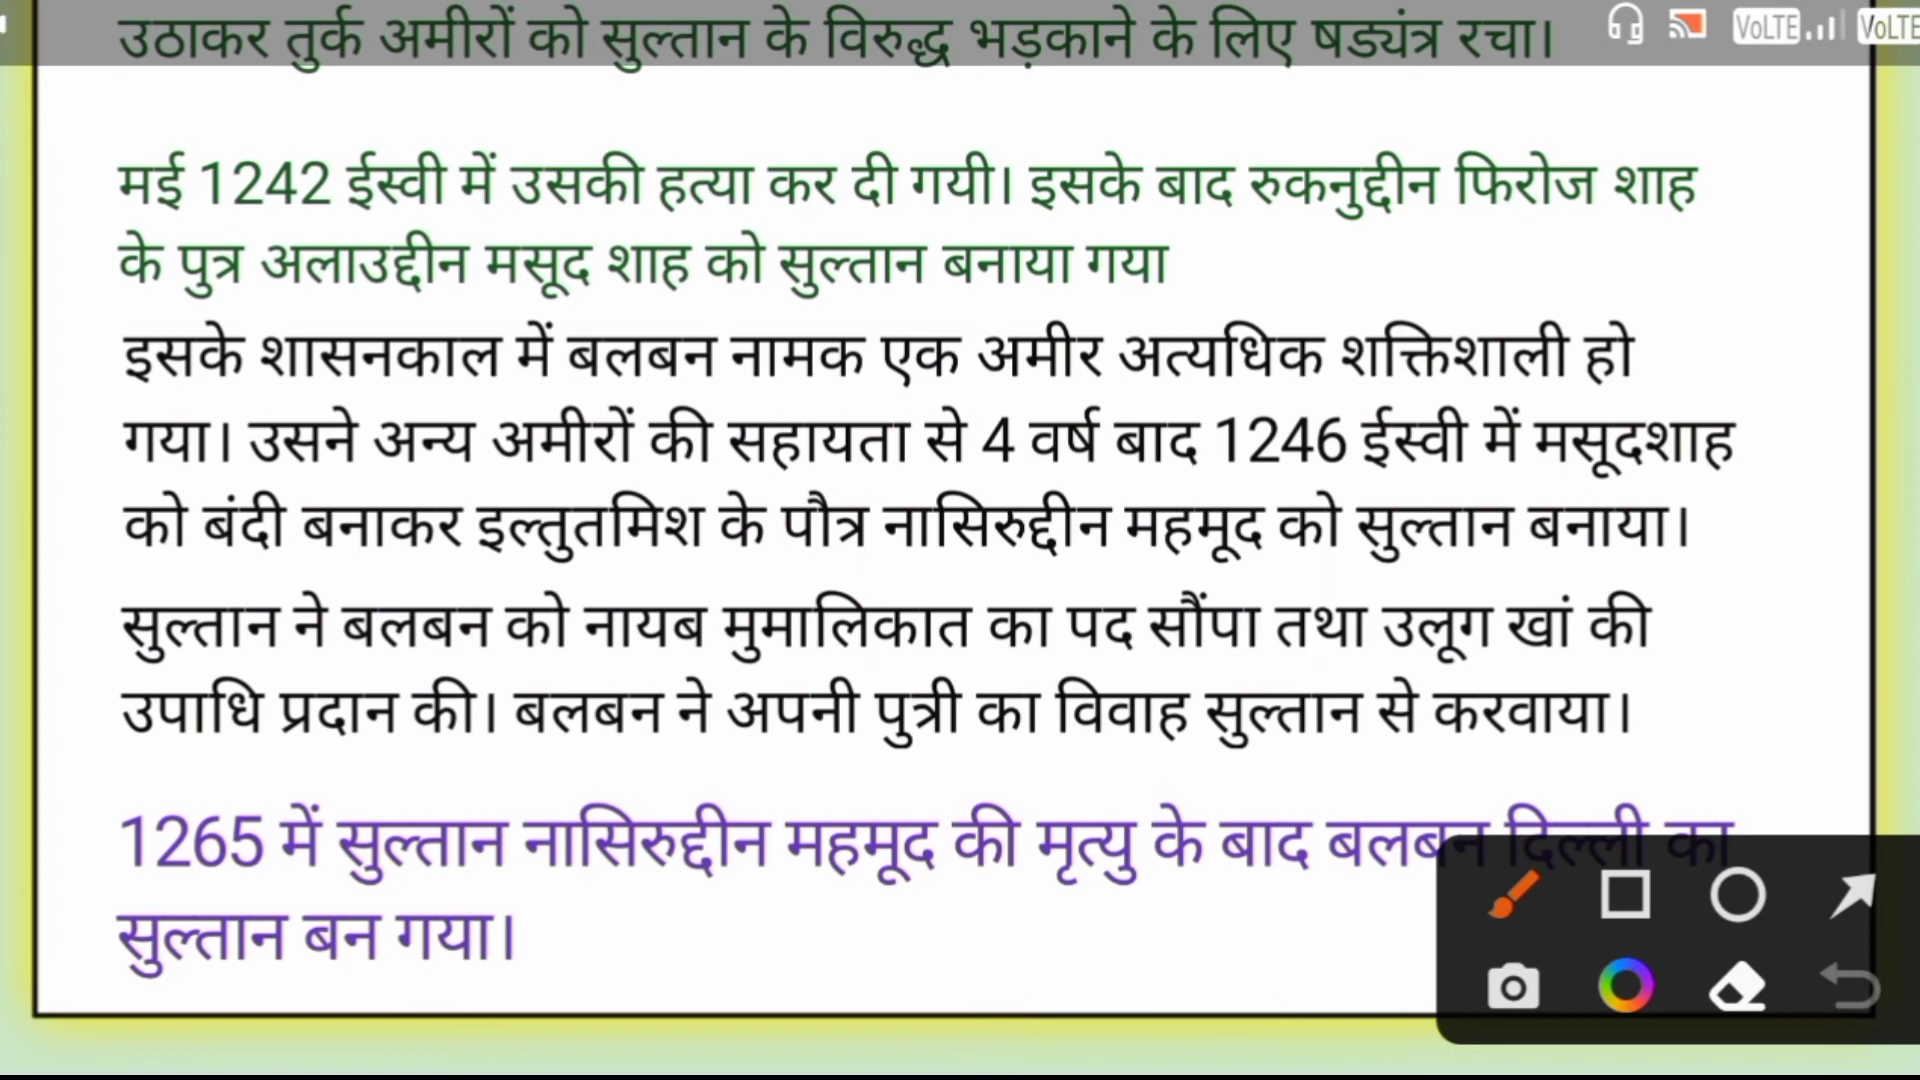 उठाकर तुर्क अमीरों को सुल्तान के विरुद्ध भड़काने के लिए षड्यंत्र रचा।
VoLTE VoLTE
मई 1242 ईस्वी में उसकी हत्या कर दी गयी। इसके बाद रुकनुद्दीन फिरोज शाह
के पुत्र अलाउद्दीन मसूद शाह को सुल्तान बनाया गया
इसके शासनकाल में बलबन नामक एक अमीर अत्यधिक शक्तिशाली हो
गया। उसने अन्य अमीरों की सहायता से 4 वर्ष बाद 1246 ईस्वी में मसूदशाह
को बंदी बनाकर इल्तुतमिश के पौत्र नासिरुद्दीन महमूद को सुल्तान बनाया।
सुल्तान ने बलबन को नायब मुमालिकात का पद सौंपा तथा उलूग खां की
उपाधि प्रदान की। बलबन ने अपनी पुत्री का विवाह सुल्तान से करवाया।
1265 में सुल्तान नासिरुद्दीन महमूद की मृत्यु के बाद बलबन दिल्ली का
सुल्तान बन गया।